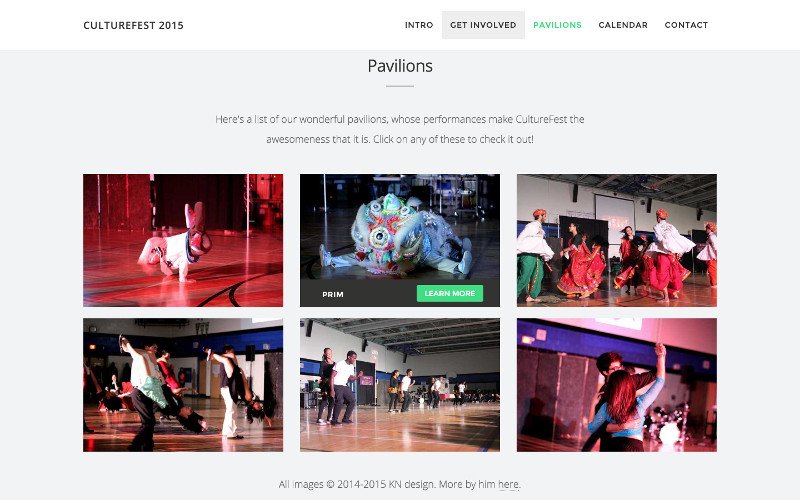 CULTUREFEST 2015
INTRO GET INVOLVED PAVILIONS CALENDAR CONTACT
Pavilions
Here's a list of our wonderful pavilions, whose performances make CultureFest the
awesomeness that it is. Click on any of these to check it out!
PRIM LEARN MORE
All images © 2014-2015 KN design. More by him here.